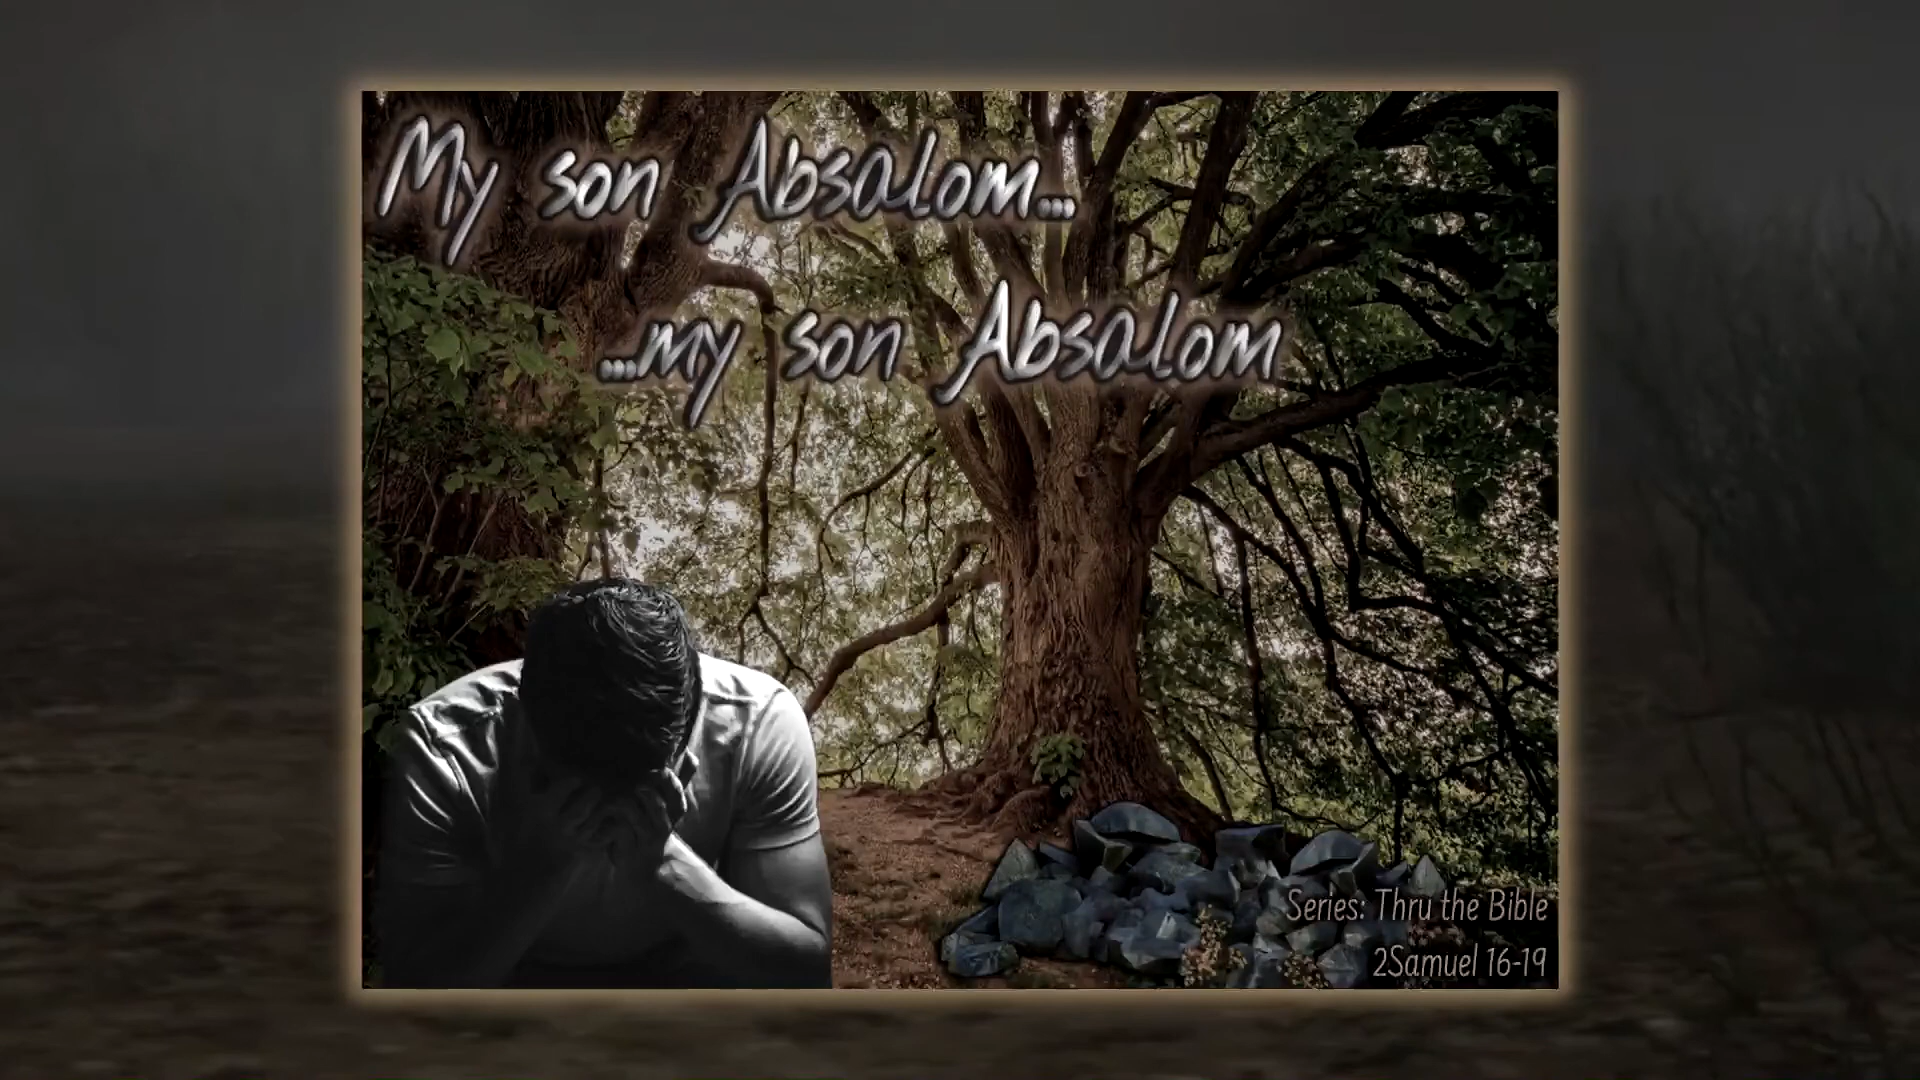 My son Absalom...
...my son Absalom
Series: Thru the Bible
2Samuel 16-19